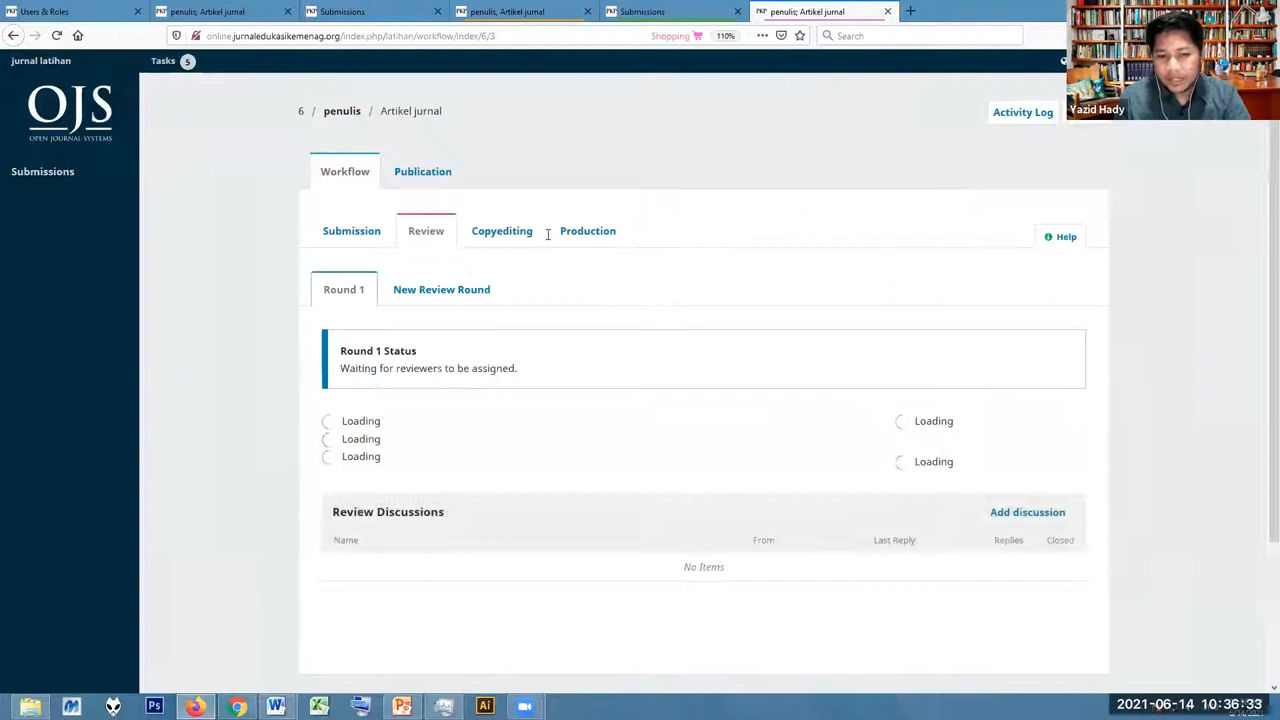 Users & Roles
penulis; Artikel jurnal
Submissions
penulis, Artikel jurnal
Submissions
penulis; Artikel jurnal
online.jurnaledukasikemenag.org/index.php/latihan/workflow/index/6/3
Shopping
110%
Search
jurnal latihan
Tasks 5
OJS
OPEN JOURNAL SYSTEMS
Submissions
Yazid Hady
6 / penulis / Artikel jurnal
Activity Log
Workflow
Publication
Submission
Review
Copyediting
Production
Help
Round 1
New Review Round
Round 1 Status
Waiting for reviewers to be assigned.
Loading
Loading
Loading
Loading
Loading
Review Discussions
Add discussion
Name
From
Last Reply
Replies
Closed
No Items
Ps
Ai
2021-06-14 10:36:33